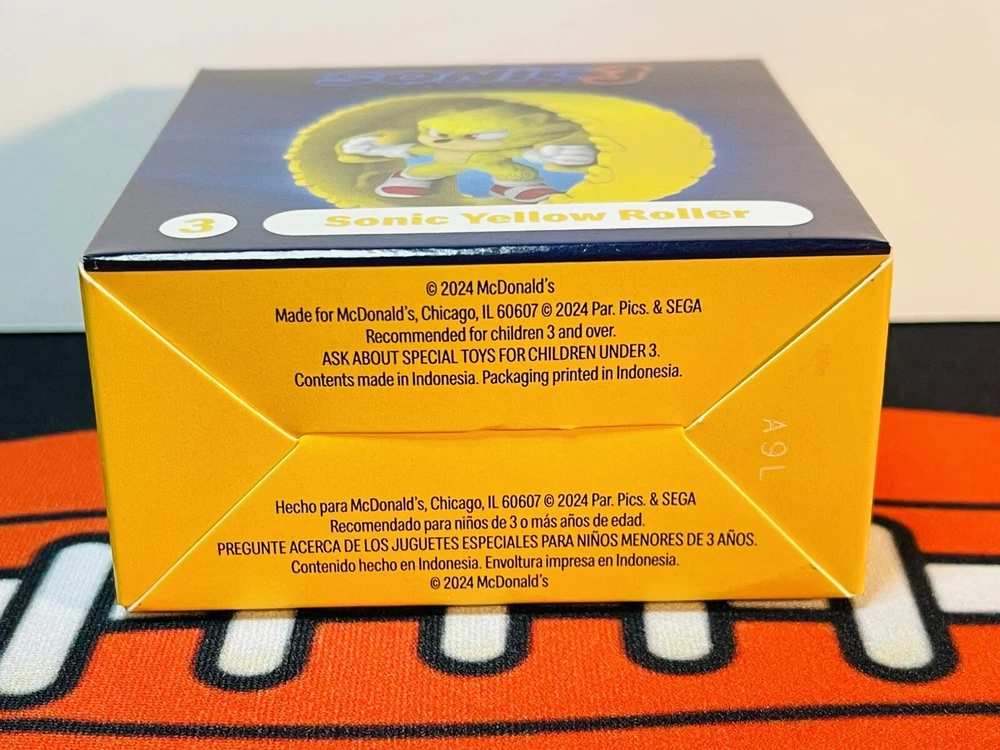 SONIC 3
3
Sonic Yellow Roller
© 2024 McDonald's
Made for McDonald's, Chicago, IL 60607 © 2024 Par. Pics. & SEGA
Recommended for children 3 and over.
ASK ABOUT SPECIAL TOYS FOR CHILDREN UNDER 3.
Contents made in Indonesia. Packaging printed in Indonesia.
A9L
Hecho para McDonald's, Chicago, IL 60607 © 2024 Par. Pics. & SEGA
Recomendado para niños de 3 o más años de edad.
PREGUNTE ACERCA DE LOS JUGUETES ESPECIALES PARA NIÑOS MENORES DE 3 AÑOS.
Contenido hecho en Indonesia. Envoltura impresa en Indonesia.
© 2024 McDonald's